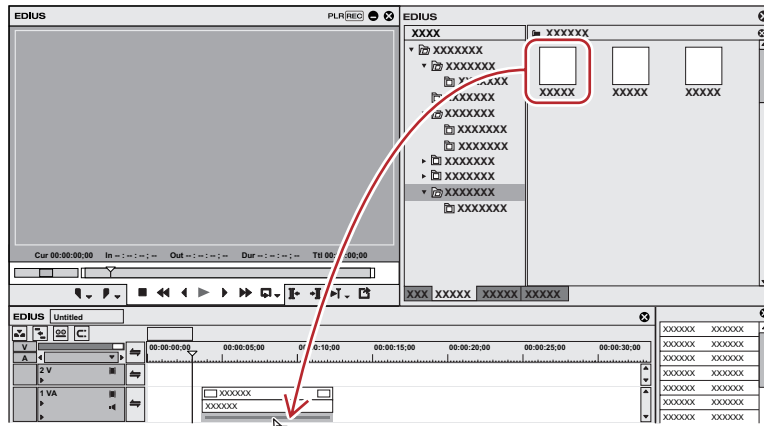 EDIUS PLR REC
Cur 00:00:00;00 In -- : -- : -- ; -- Out -- : -- : -- ; -- Dur -- : -- : -- ; -- Ttl 00:00:00;00
EDIUS
XXXX
XXXXXXX
XXXXXXX
XXXXXXX
XXXXXXX
XXXXXXX
XXXXXXX
XXXXXXX
XXXXXXX
XXXXXXX
XXXXXXX
XXXXXXX
XXXXXX
XXXXX XXXXX XXXXX
XXX XXXXX XXXXX XXXXX
EDIUS Untitled
V
A
00:00:00;00 00:00:05;00 00:00:10;00 00:00:15;00 00:00:20;00 00:00:25;00 00:00:30;00
2 V
1 VA
XXXXXX
XXXXXX
XXXXXX XXXXXX
XXXXXX XXXXXX
XXXXXX XXXXXX
XXXXXX XXXXXX
XXXXXX XXXXXX
XXXXXX XXXXXX
XXXXXX XXXXXX